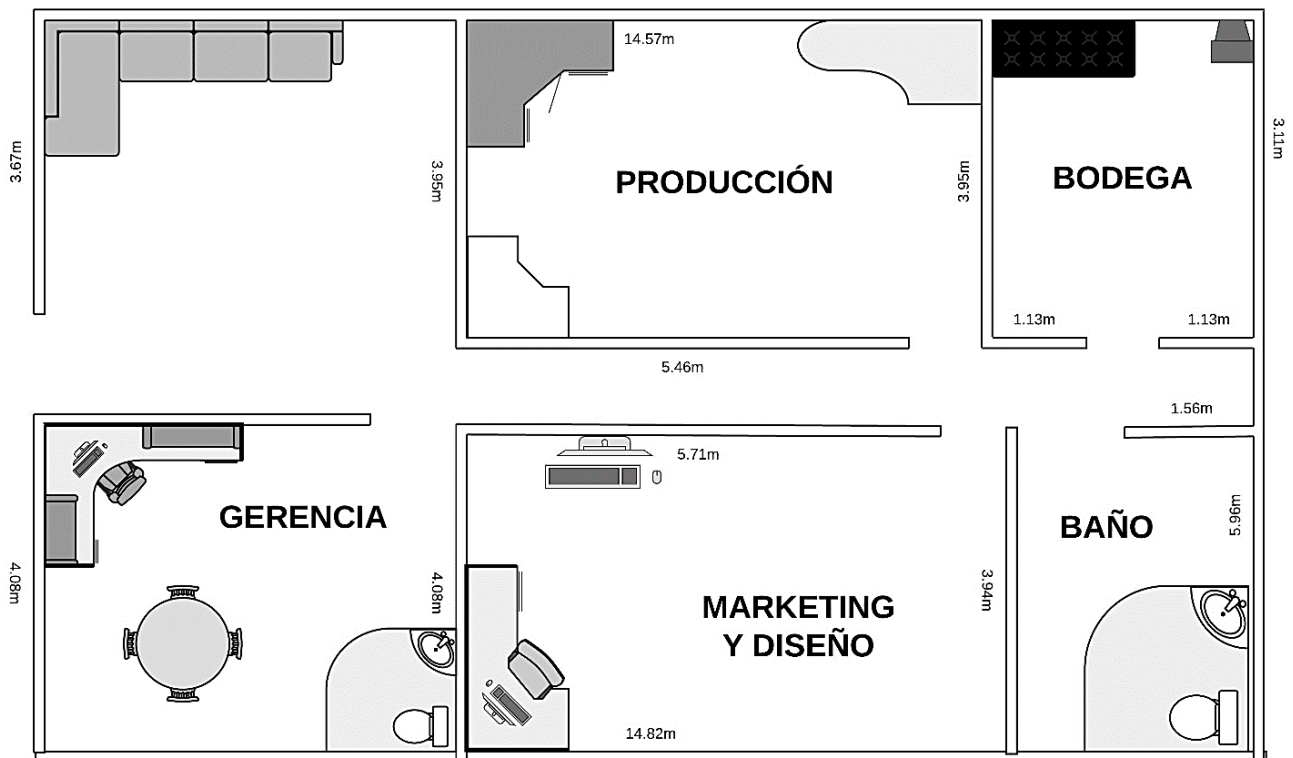 14.57m
3.67m
3.95m
PRODUCCIÓN
3.95m
BODEGA
3.11m
1.13m
1.13m
5.46m
1.56m
5.71m
GERENCIA
BAÑO
5.96m
4.08m
4.08m
MARKETING
Y DISEÑO
3.94m
14.82m